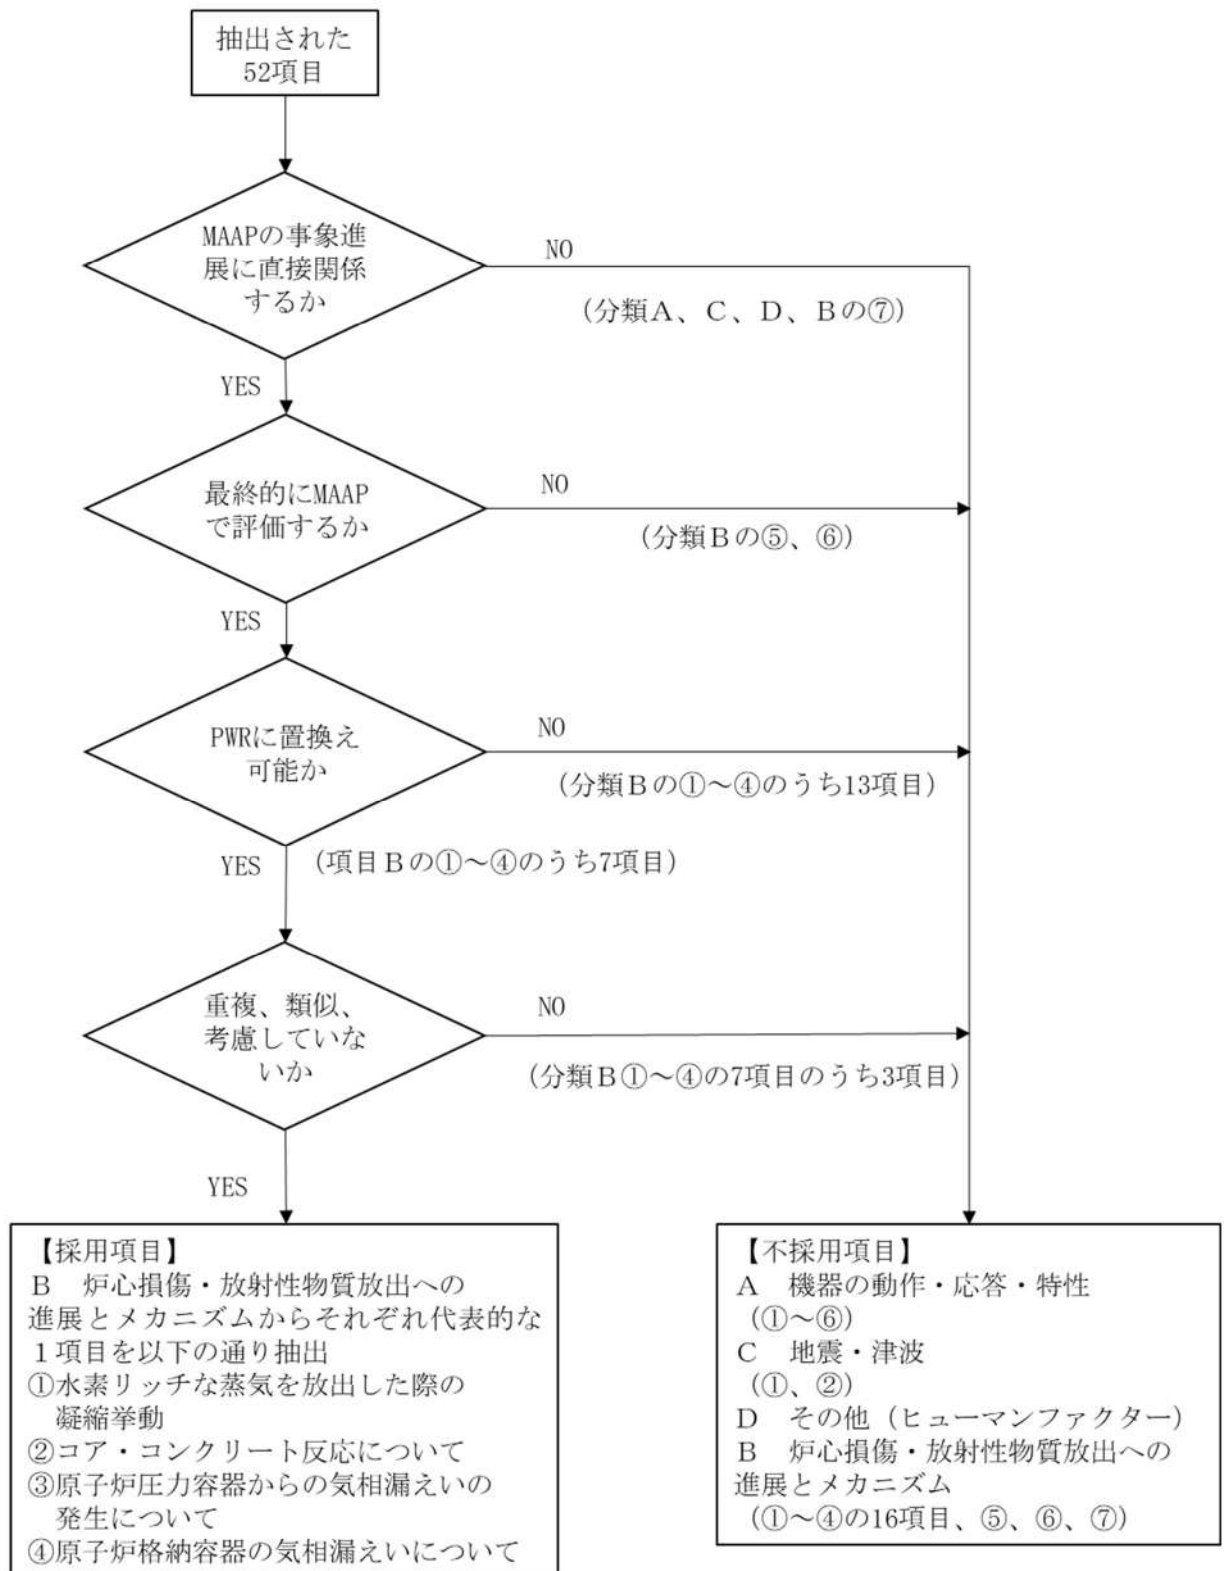 抽出された
52項目
MAAPの事象進
展に直接関係
するか
NO
(分類A、C、D、Bの⑦)
YES
最終的にMAAP
で評価するか
NO
(分類Bの⑤、⑥)
YES
PWRに置換え
可能か
NO
(分類Bの①～④のうち13項目)
YES
(項目Bの①～④のうち7項目)
重複、類似、
考慮していな
いか
NO
(分類B①～④の7項目のうち3項目)
YES
【採用項目】
B 炉心損傷・放射性物質放出への
進展とメカニズムからそれぞれ代表的な
1項目を以下の通り抽出
①水素リッチな蒸気を放出した際の
凝縮挙動
②コア・コンクリート反応について
③原子炉圧力容器からの気相漏えいの
発生について
④原子炉格納容器の気相漏えいについて
【不採用項目】
A 機器の動作・応答・特性
(①～⑥)
C 地震・津波
(①、②)
D その他(ヒューマンファクター)
B 炉心損傷・放射性物質放出への
進展とメカニズム
(①～④の16項目、⑤、⑥、⑦)